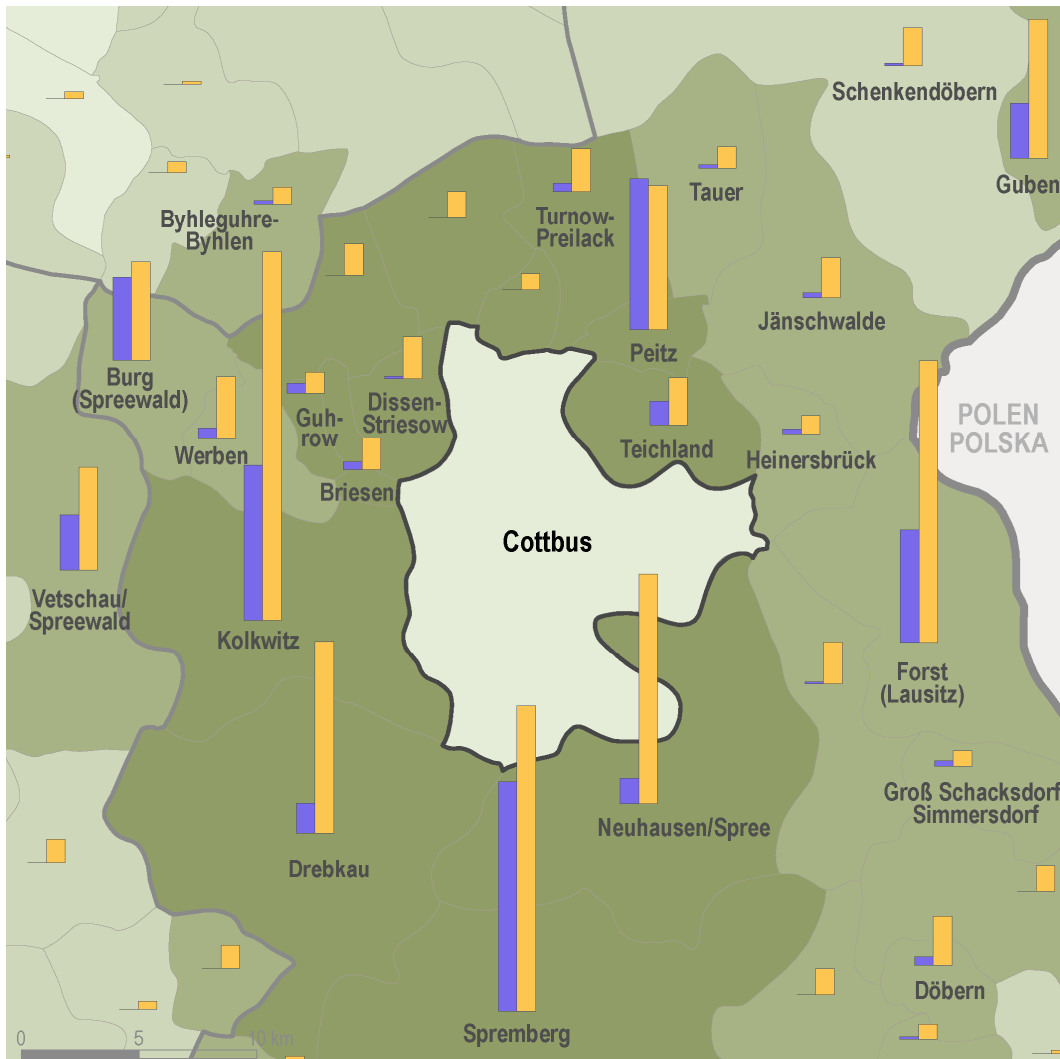 Schenkendöbern
Guben
Tauer
Turnow-
Preilack
Byhleguhre-
Byhlen
Jänschwalde
Peitz
Burg
(Spreewald)
Dissen-
Striesow
Guh-
row
POLEN
POLSKA
Werben
Teichland
Heinersbrück
Briesen
Cottbus
Vetschau/
Spreewald
Kolkwitz
Forst
(Lausitz)
Groß Schacksdorf
Simmersdorf
Neuhausen/Spree
Drebkau
Döbern
Spremberg
0 5 10 km